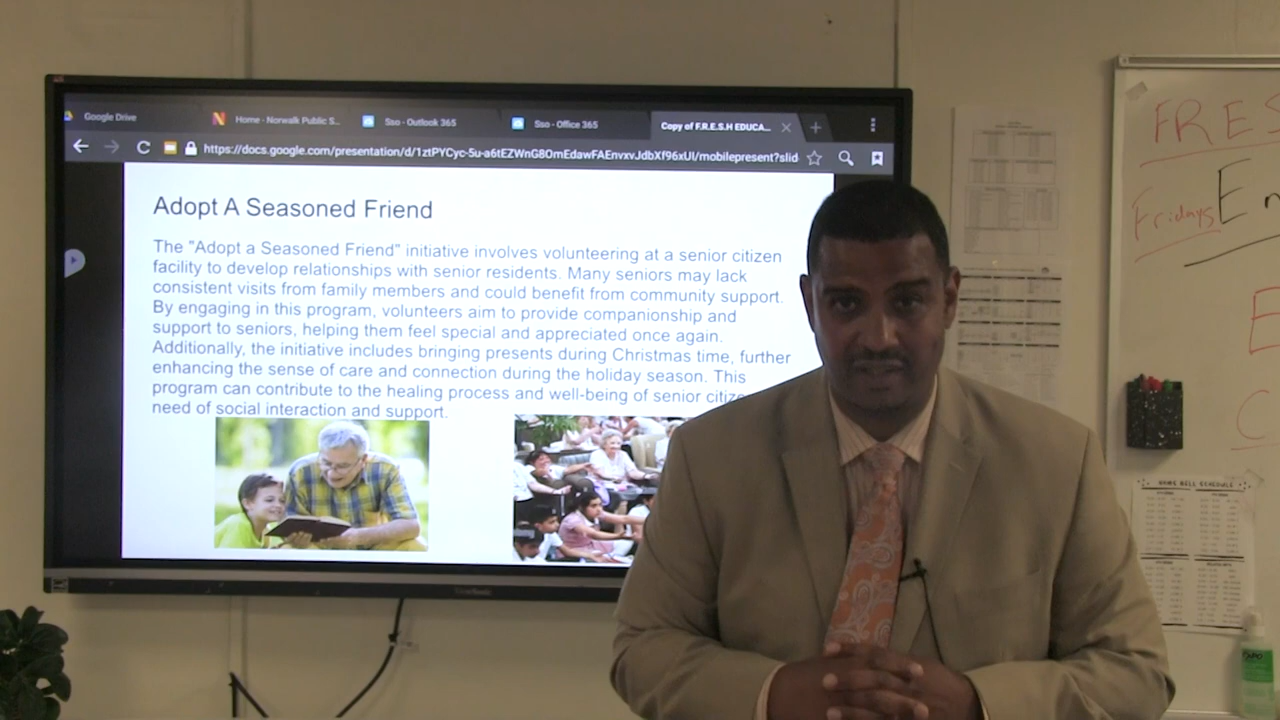 Google Drive
Home - Norwalk Public S...
Sso - Outlook 365
Sso - Office 365
Copy of F.R.E.S.H EDUCA...
https://docs.google.com/presentation/d/1ztPYCyc-5u-a6tEZWnG8OmEdawFAEnvxvJdbXf96xUI/mobilepresent?slid
Adopt A Seasoned Friend
The "Adopt a Seasoned Friend" initiative involves volunteering at a senior citizen
facility to develop relationships with senior residents. Many seniors may lack
consistent visits from family members and could benefit from community support.
By engaging in this program, volunteers aim to provide companionship and
support to seniors, helping them feel special and appreciated once again.
Additionally, the initiative includes bringing presents during Christmas time, further
enhancing the sense of care and connection during the holiday season. This
program can contribute to the healing process and well-being of senior citize
need of social interaction and support.
ViewSonic
FRES
Fridays
En
E
C
HOME BELL SCHEDULE